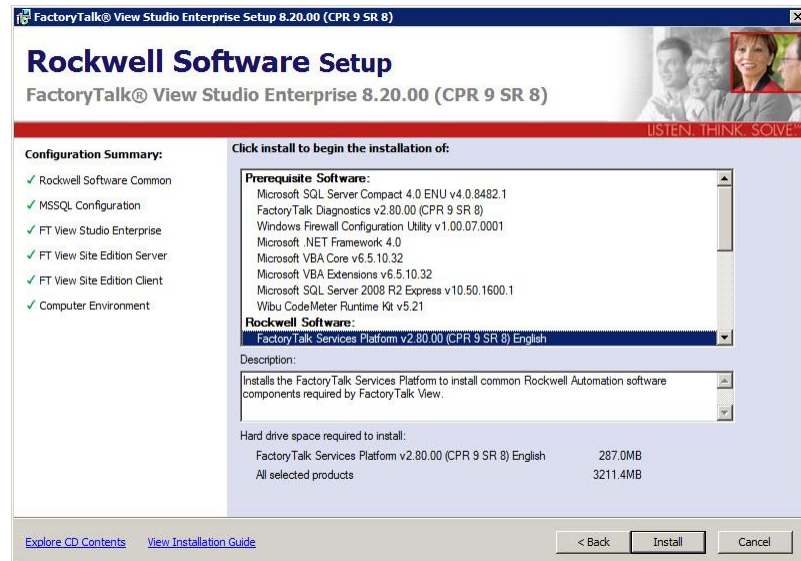 FactoryTalk® View Studio Enterprise Setup 8.20.00 (CPR 9 SR 8)
Rockwell Software Setup
FactoryTalk® View Studio Enterprise 8.20.00 (CPR 9 SR 8)
LISTEN. THINK. SOLVE.℠
Configuration Summary:
✓ Rockwell Software Common
✓ MSSQL Configuration
✓ FT View Studio Enterprise
✓ FT View Site Edition Server
✓ FT View Site Edition Client
✓ Computer Environment
Click install to begin the installation of:
Prerequisite Software:
Microsoft SQL Server Compact 4.0 ENU v4.0.8482.1
FactoryTalk Diagnostics v2.80.00 (CPR 9 SR 8)
Windows Firewall Configuration Utility v1.00.07.0001
Microsoft .NET Framework 4.0
Microsoft VBA Core v6.5.10.32
Microsoft VBA Extensions v6.5.10.32
Microsoft SQL Server 2008 R2 Express v10.50.1600.1
Wibu CodeMeter Runtime Kit v5.21
Rockwell Software:
FactoryTalk Services Platform v2.80.00 (CPR 9 SR 8) English
Description:
Installs the FactoryTalk Services Platform to install common Rockwell Automation software
components required by FactoryTalk View.
Hard drive space required to install:
FactoryTalk Services Platform v2.80.00 (CPR 9 SR 8) English 287.0MB
All selected products 3211.4MB
Explore CD Contents View Installation Guide < Back Install Cancel